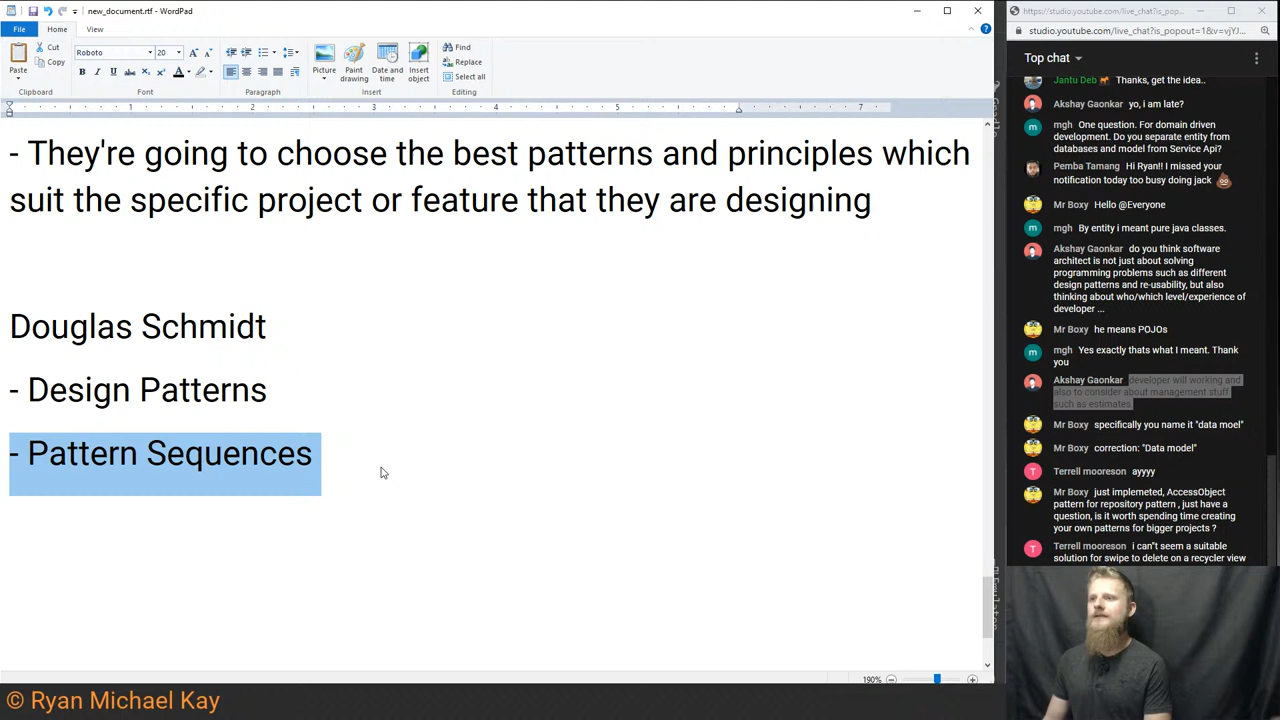 new_document.rtf - WordPad
File
Home
View
Paste
Cut
Copy
Clipboard
Roboto
20
Font
Paragraph
Picture
Paint drawing
Date and time
Insert object
Insert
Find
Replace
Select all
Editing
1
2
3
4
5
7
- They're going to choose the best patterns and principles which
suit the specific project or feature that they are designing
Douglas Schmidt
- Design Patterns
- Pattern Sequences
190%
© Ryan Michael Kay
https://studio.youtube.com/live_chat?is_pop...
studio.youtube.com/live_chat?is_popout=1&v=vjYJ...
Top chat
Jantu Deb Thanks, get the idea..
Akshay Gaonkar yo, i am late?
m
mgh One question. For domain driven
development. Do you separate entity from
databases and model from Service Api?
Pemba Tamang Hi Ryan!! I missed your
notification today too busy doing jack
Mr Boxy Hello @Everyone
m
mgh By entity i meant pure java classes.
Akshay Gaonkar do you think software
architect is not just about solving
programming problems such as different
design patterns and re-usability, but also
thinking about who/which level/experience of
developer ...
Mr Boxy he means POJOs
m
mgh Yes exactly thats what I meant. Thank
you
Akshay Gaonkar developer will working and
also to consider about management stuff
such as estimates.
Mr Boxy specifically you name it "data moel"
Mr Boxy correction: "Data model"
T
Terrell mooreson ayyyy
Mr Boxy just implemeted, AccessObject
pattern for repository pattern , just have a
question, is it worth spending time creating
your own patterns for bigger projects ?
T
Terrell mooreson i can"t seem a suitable
solution for swipe to delete on a recycler view